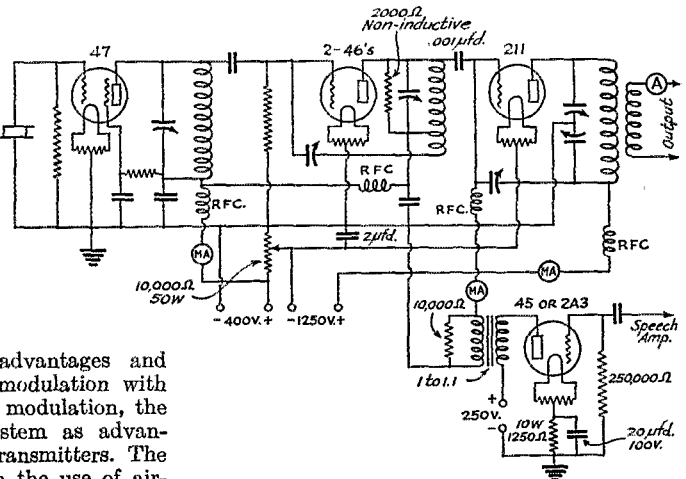 47
2-46's
2000Ω
Non-inductive
.001µfd.
211
A
Output
RFC
RFC.
RFC.
RFC
MA
2µfd.
10,000Ω
50W
- 400V. +
- 1250V. +
MA
MA
10,000Ω
45 OR 2A3
Speech
Amp.
1 to 1.1
250,000Ω
+
250V.
-
10W
1250Ω
20µfd.
100V.
advantages and
modulation with
modulation, the
stem as advan-
ransmitters. The
the use of air-